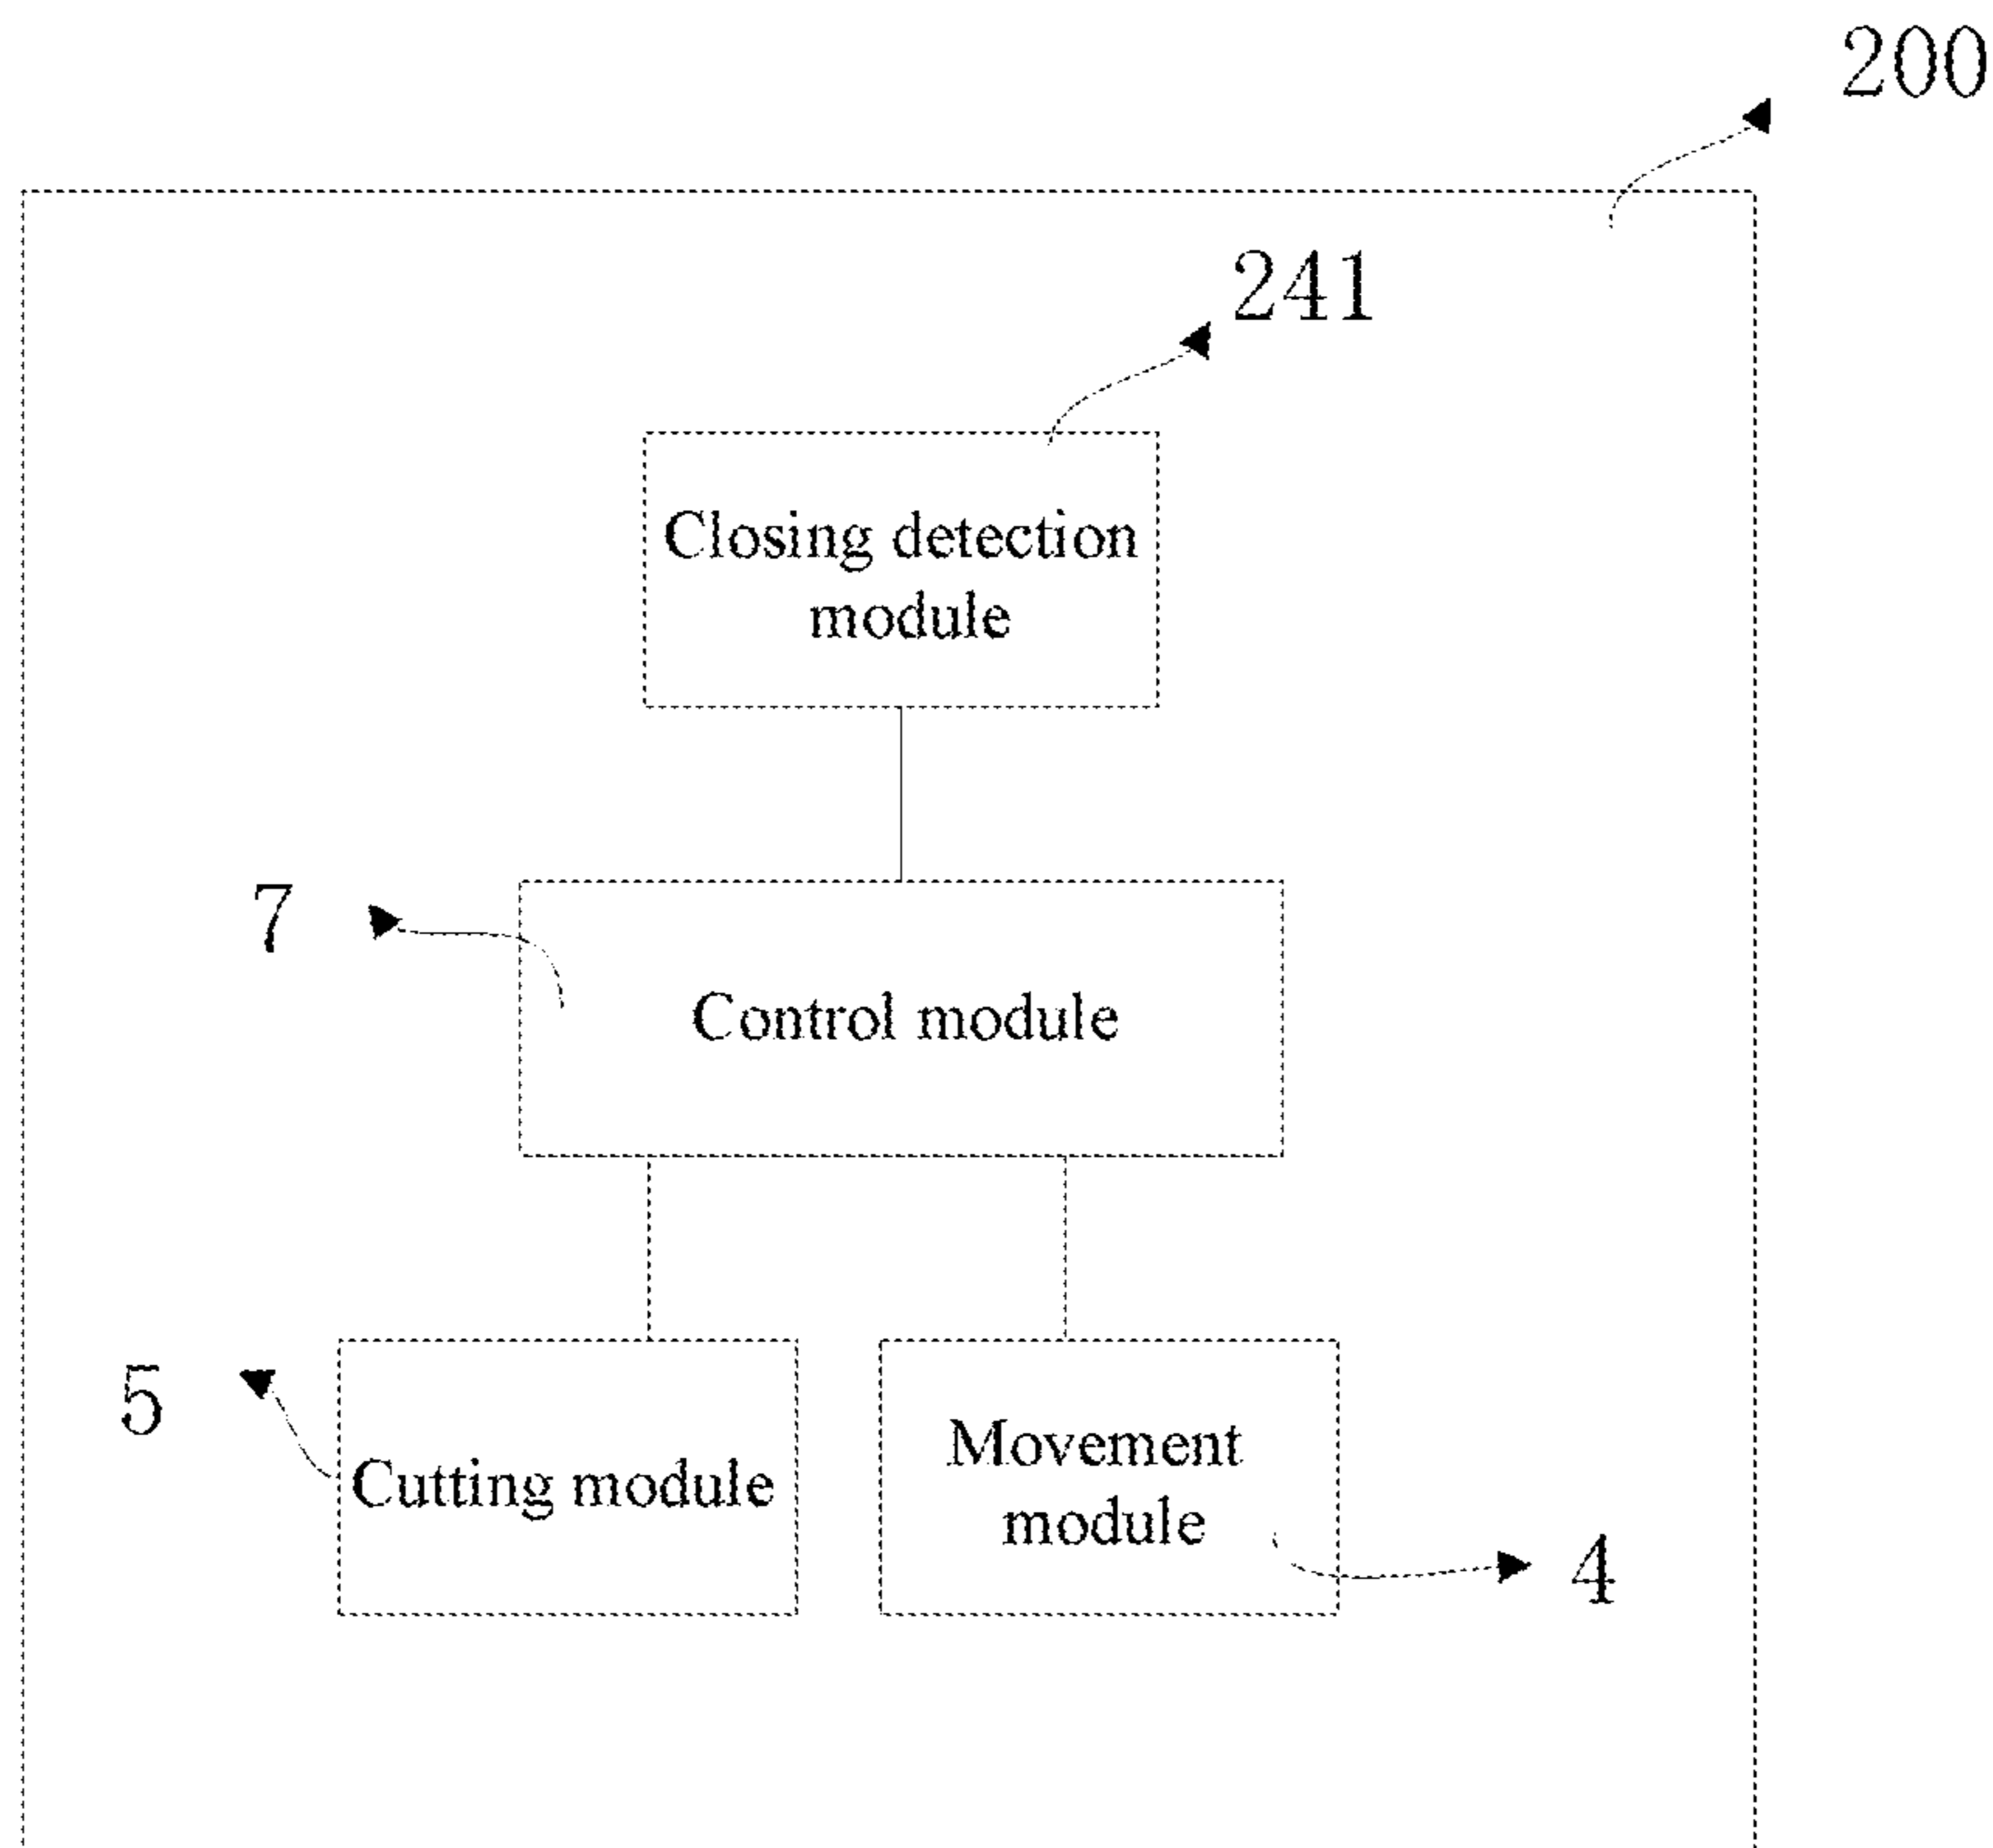 200
241
Closing detection
module
7
Control module
5
Cutting module
Movement
module
4